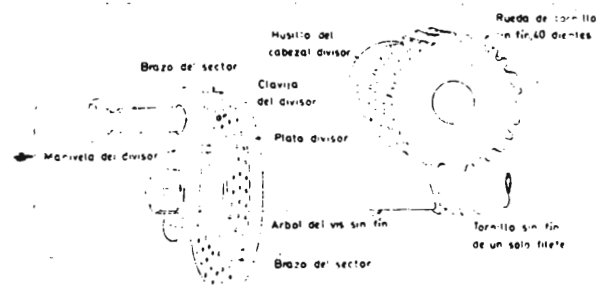 Husillo del
cabezal divisor
Rueda de tornillo
sin fin, 40 dientes
Brazo del sector
Clavija
del divisor
Plato divisor
Manivela del divisor
Arbol del vis sin fin
Brazo del sector
Tornillo sin fin
de un solo filete